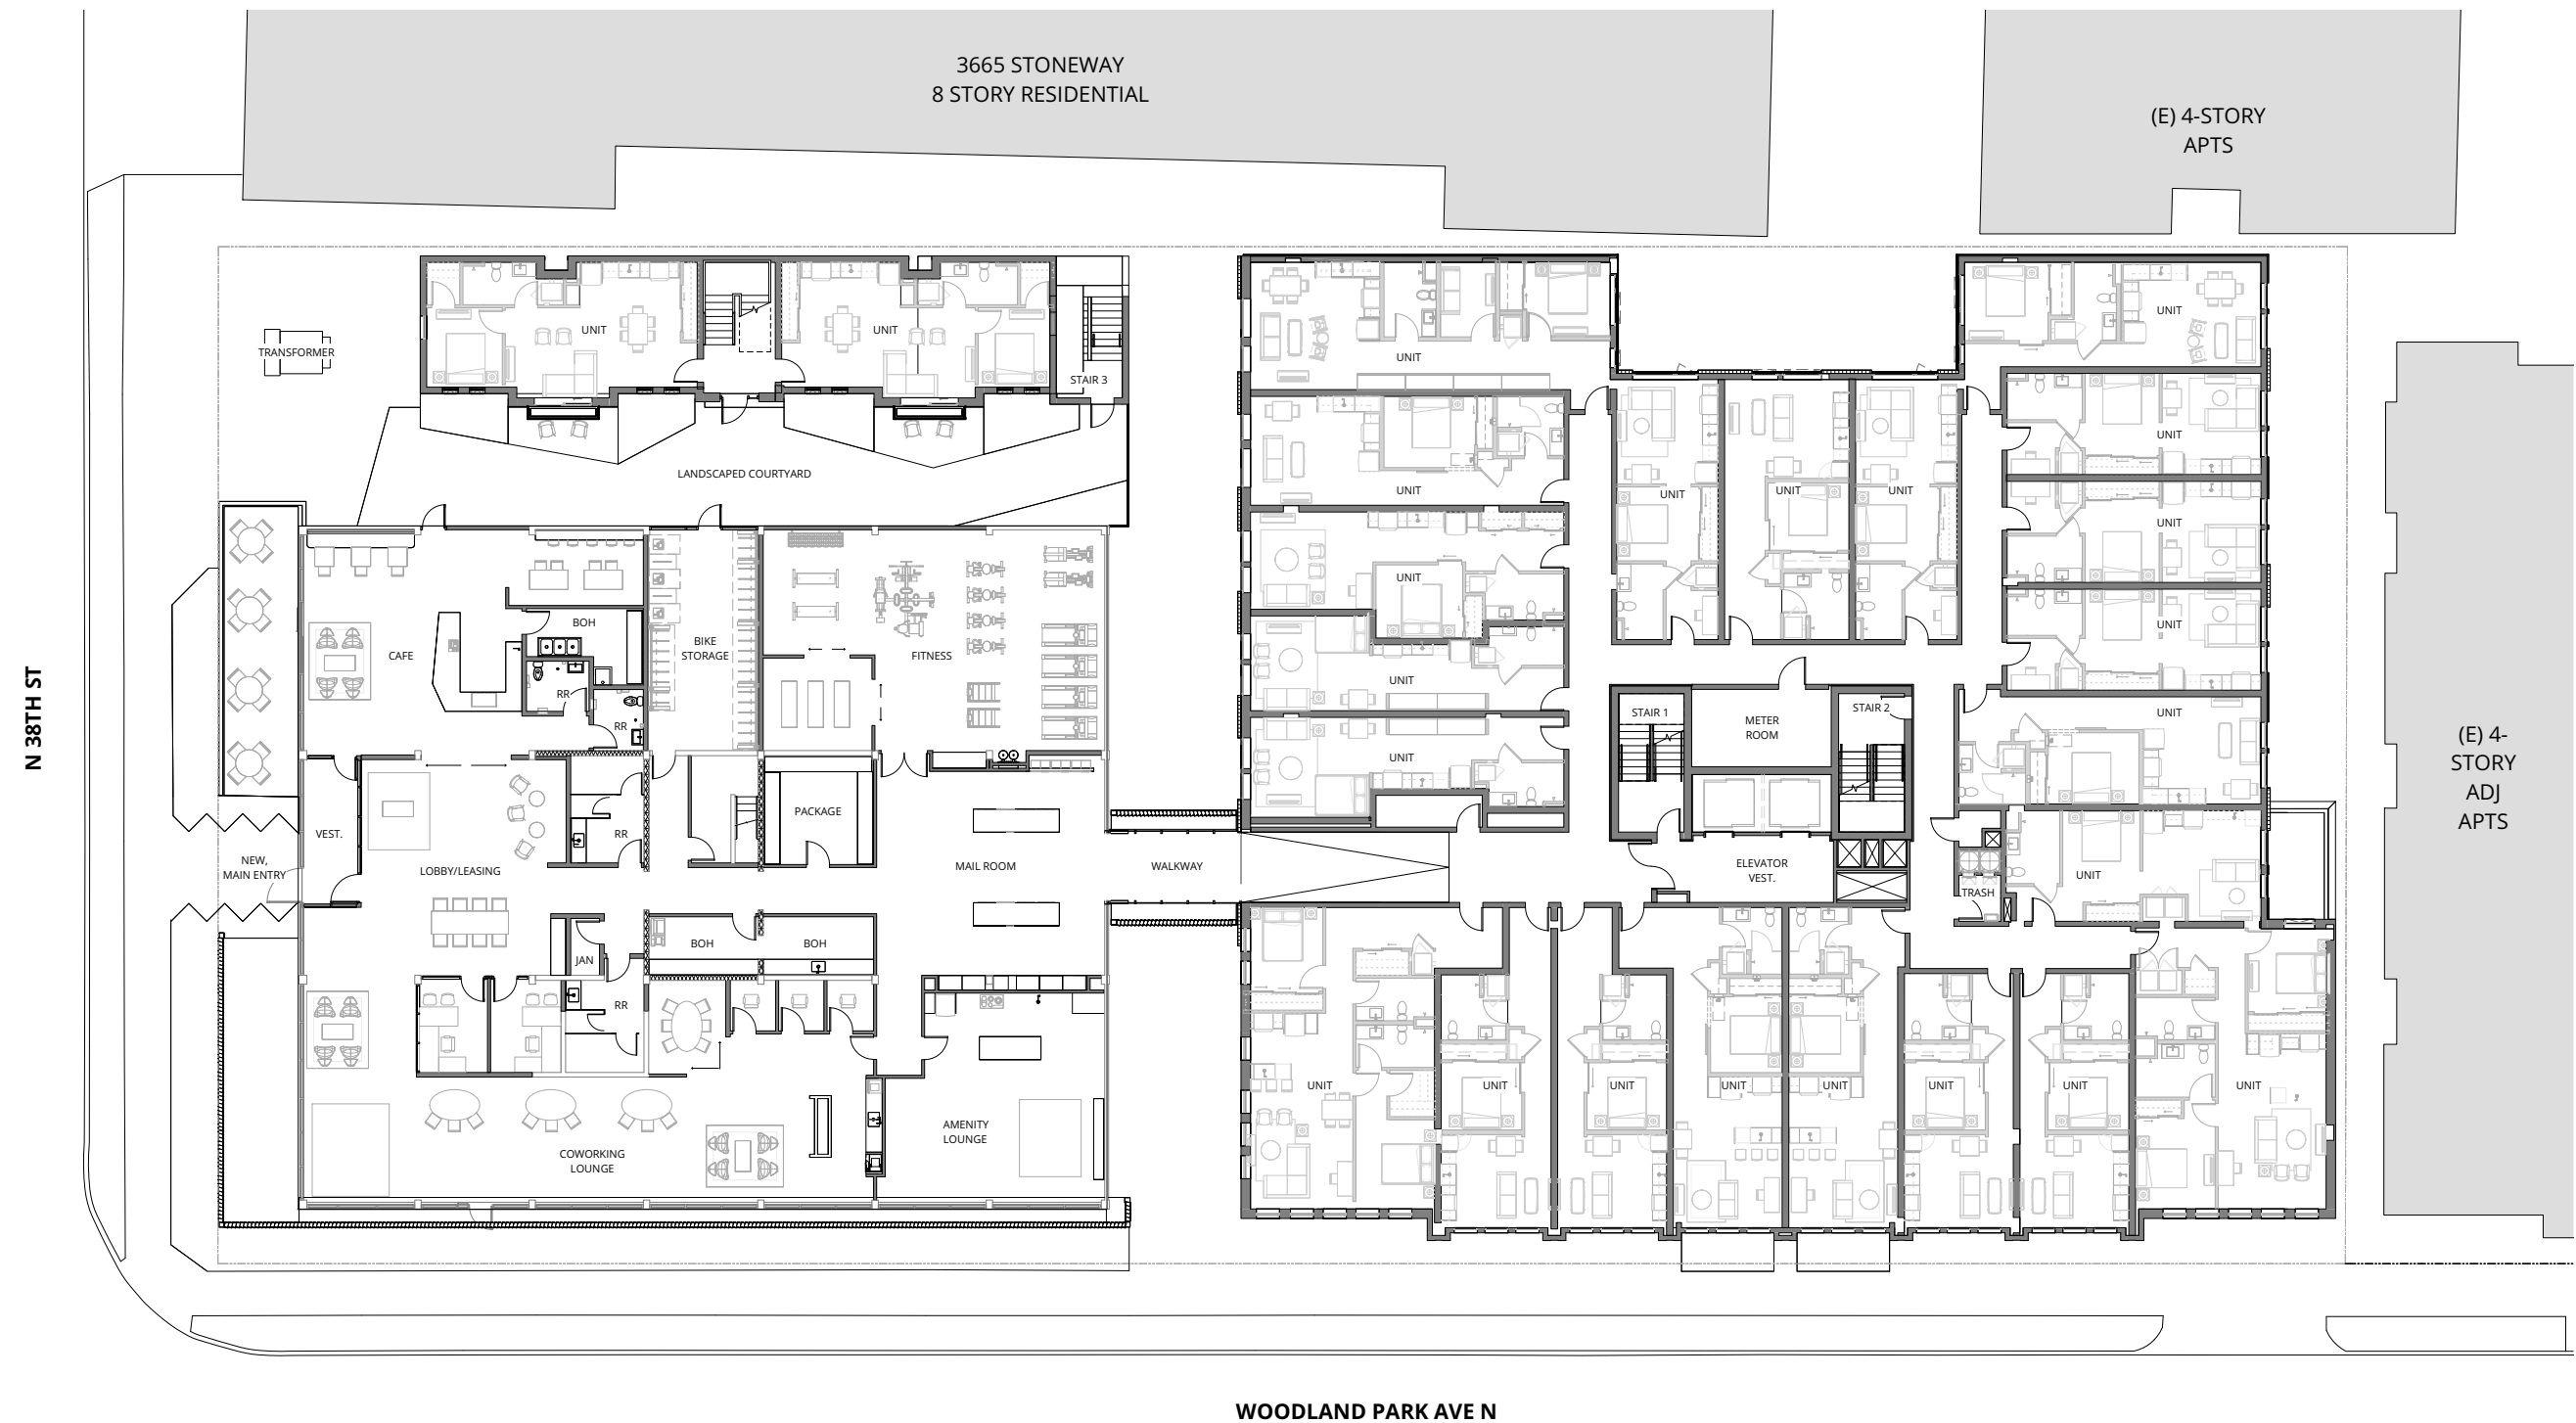 3665 STONEWAY
8 STORY RESIDENTIAL
(E) 4-STORY
APTS
TRANSFORMER
UNIT
UNIT
STAIR 3
UNIT
UNIT
LANDSCAPED COURTYARD
UNIT
UNIT
UNIT
UNIT
UNIT
UNIT
UNIT
UNIT
BOH
CAFE
BIKE
STORAGE
FITNESS
RR
RR
UNIT
UNIT
N 38TH ST
STAIR 1
METER
ROOM
STAIR 2
UNIT
(E) 4-
STORY
ADJ
APTS
UNIT
VEST.
RR
PACKAGE
NEW,
MAIN ENTRY
LOBBY/LEASING
MAIL ROOM
WALKWAY
ELEVATOR
VEST.
UNIT
TRASH
JAN
BOH
BOH
RR
UNIT
UNIT
UNIT
UNIT
UNIT
UNIT
UNIT
UNIT
COWORKING
LOUNGE
AMENITY
LOUNGE
WOODLAND PARK AVE N